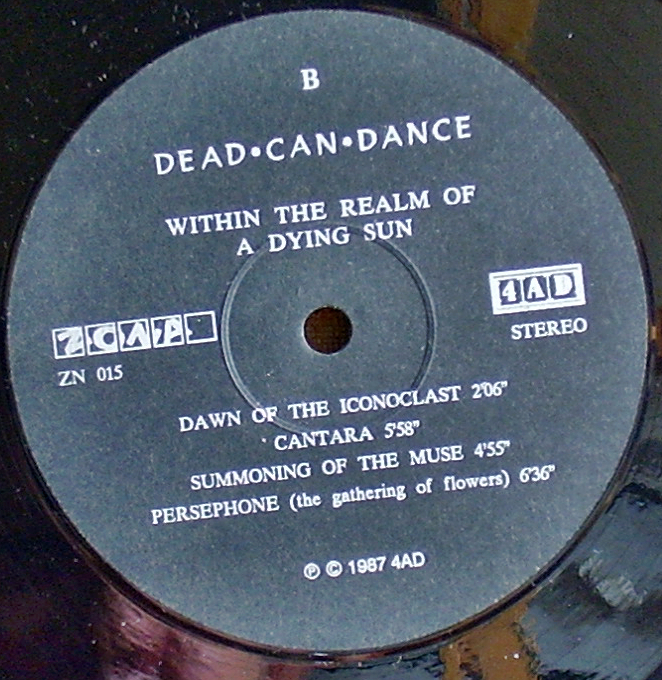 B
DEAD•CAN•DANCE
WITHIN THE REALM OF
A DYING SUN
4AD
STEREO
ZN 015
DAWN OF THE ICONOCLAST 2'06"
CANTARA 5'58"
SUMMONING OF THE MUSE 4'55"
PERSEPHONE (the gathering of flowers) 6'36"
℗ © 1987 4AD